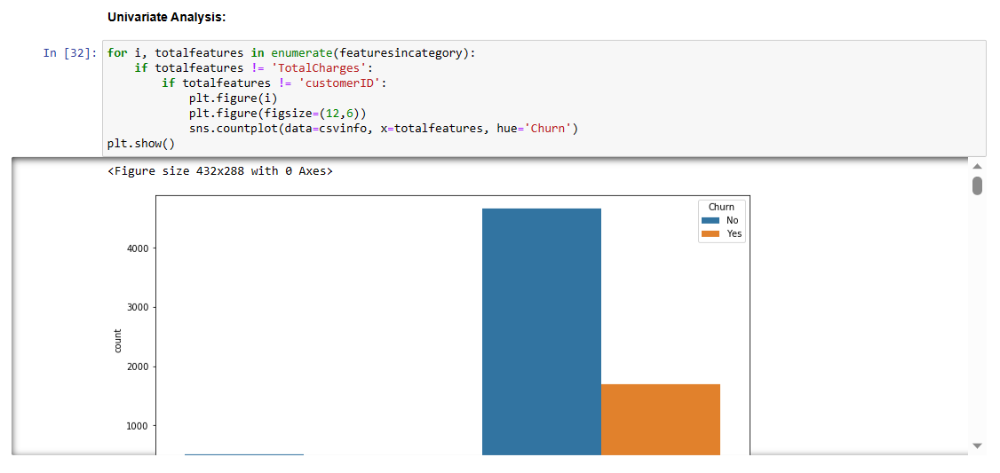 Univariate Analysis:
In [32]: for i, totalfeatures in enumerate(featuresincategory):
    if totalfeatures != 'TotalCharges':
        if totalfeatures != 'customerID':
            plt.figure(i)
            plt.figure(figsize=(12,6))
            sns.countplot(data=csvinfo, x=totalfeatures, hue='Churn')
plt.show()
<Figure size 432x288 with 0 Axes>
Churn
No
Yes
4000
3000
count
2000
1000